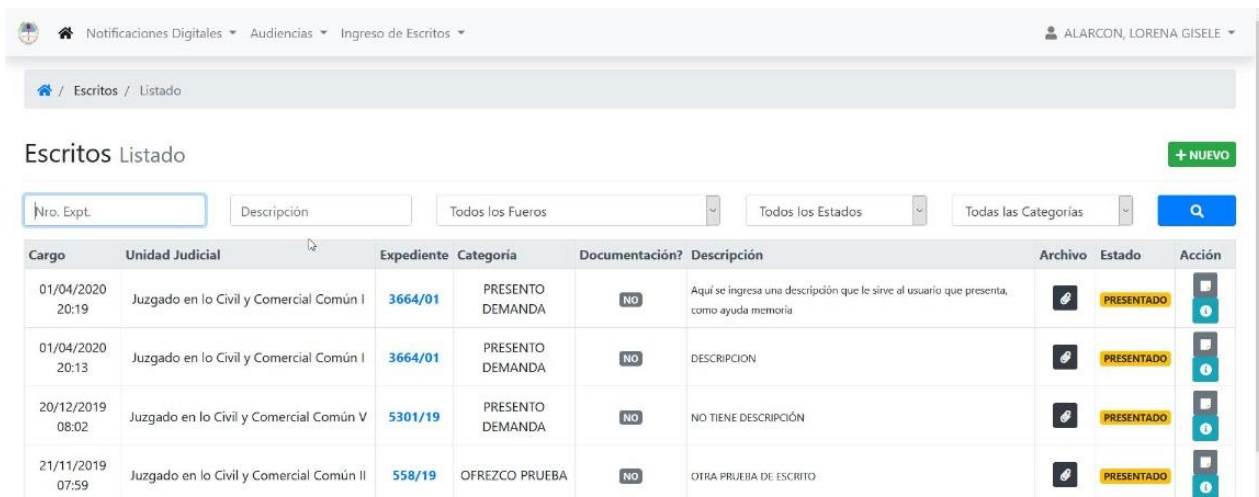 Notificaciones Digitales Audiencias Ingreso de Escritos ALARCON, LORENA GISELE
/ Escritos / Listado
Escritos Listado
+ NUEVO
Nro. Expt. Descripción Todos los Fueros Todos los Estados Todas las Categorías
Cargo Unidad Judicial Expediente Categoría Documentación? Descripción Archivo Estado Acción
01/04/2020 20:19 Juzgado en lo Civil y Comercial Común I 3664/01 PRESENTO DEMANDA NO Aquí se ingresa una descripción que le sirve al usuario que presenta, como ayuda memoria PRESENTADO
01/04/2020 20:13 Juzgado en lo Civil y Comercial Común I 3664/01 PRESENTO DEMANDA NO DESCRIPCION PRESENTADO
20/12/2019 08:02 Juzgado en lo Civil y Comercial Común V 5301/19 PRESENTO DEMANDA NO NO TIENE DESCRIPCIÓN PRESENTADO
21/11/2019 07:59 Juzgado en lo Civil y Comercial Común II 558/19 OFREZCO PRUEBA NO OTRA PRUEBA DE ESCRITO PRESENTADO